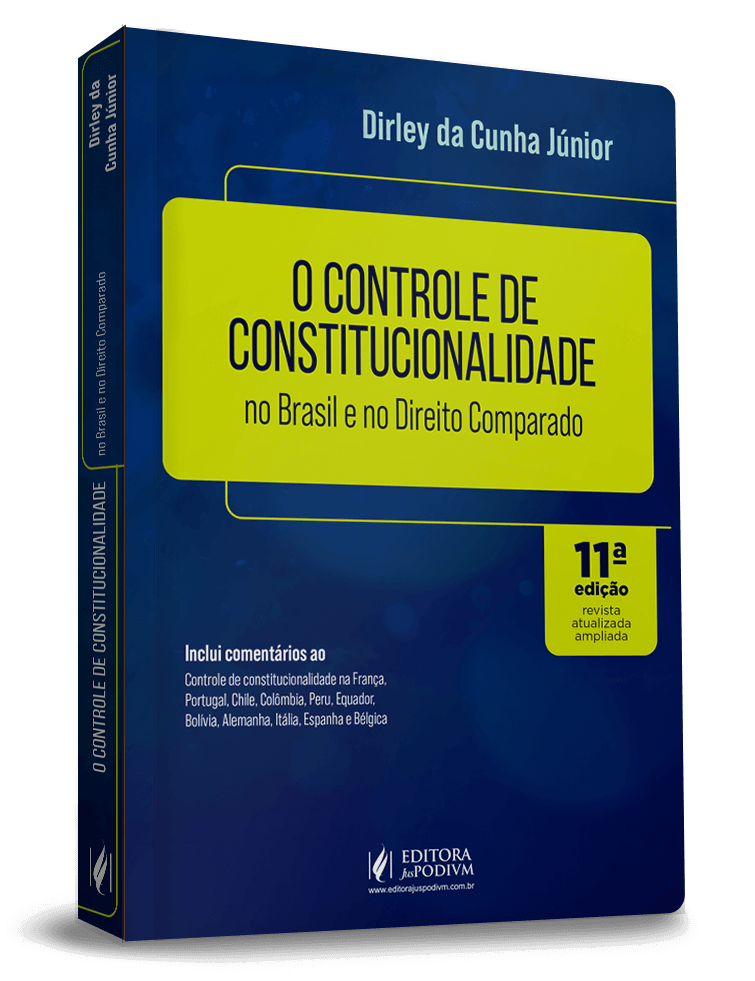 Dirley da
Cunha Júnior
no Brasil e no Direito Comparado
O CONTROLE DE CONSTITUCIONALIDADE
Dirley da Cunha Júnior
O CONTROLE DE
CONSTITUCIONALIDADE
no Brasil e no Direito Comparado
11ª
edição
revista
atualizada
ampliada
Inclui comentários ao
Controle de constitucionalidade na França,
Portugal, Chile, Colômbia, Peru, Equador,
Bolívia, Alemanha, Itália, Espanha e Bélgica
EDITORA
JusPODIVM
www.editorajuspodivm.com.br